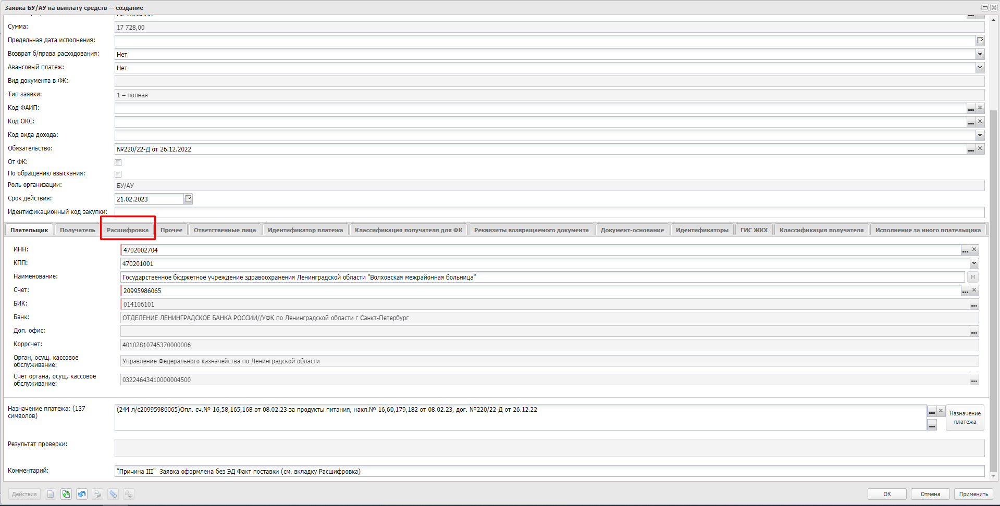 Заявка БУ/АУ на выплату средств — создание
Сумма: 17 728,00
Предельная дата исполнения:
Возврат б/права расходования: Нет
Авансовый платеж: Нет
Вид документа в ФК:
Тип заявки: 1 – полная
Код ФАИП:
Код ОКС:
Код вида дохода:
Обязательство: №220/22-Д от 26.12.2022
От ФК:
По обращению взыскания:
Роль организации: БУ/АУ
Срок действия: 21.02.2023
Идентификационный код закупки:
Плательщик Получатель Расшифровка Прочее Ответственные лица Идентификатор платежа Классификация получателя для ФК Реквизиты возвращаемого документа Документ-основание Идентификаторы ГИС ЖКХ Классификация получателя Исполнение за иного плательщика
ИНН: 4702002704
КПП: 470201001
Наименование: Государственное бюджетное учреждение здравоохранения Ленинградской области "Волховская межрайонная больница" М
Счет: 20995986065
БИК: 014106101
Банк: ОТДЕЛЕНИЕ ЛЕНИНГРАДСКОЕ БАНКА РОССИИ//УФК по Ленинградской области г Санкт-Петербург
Доп. офис:
Коррсчет: 40102810745370000006
Орган, осущ. кассовое
обслуживание: Управление Федерального казначейства по Ленинградской области
Счет органа, осущ. кассовое
обслуживание: 03224643410000004500
Назначение платежа: (137
символов) (244 л/с20995986065)Опл. сч.№ 16,58,165,168 от 08.02.23 за продукты питания, накл.№ 16,60,179,182 от 08.02.23, дог. №220/22-Д от 26.12.22
Назначение
платежа
Результат проверки:
Комментарий: "Причина III" Заявка оформлена без ЭД Факт поставки (см. вкладку Расшифровка)
Действия ОК Отмена Применить